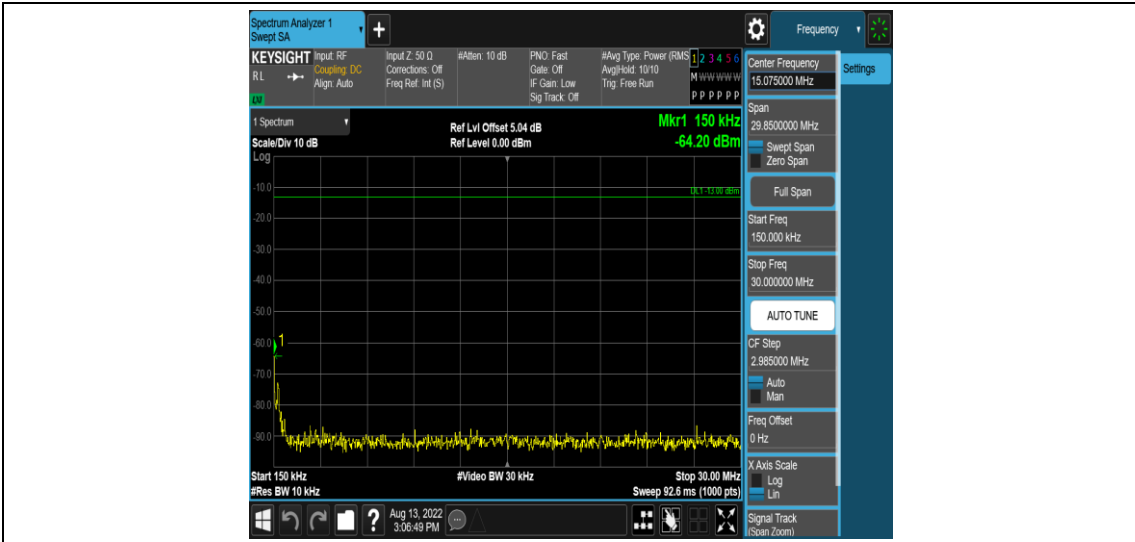 Spectrum Analyzer 1
Swept SA
Frequency
KEYSIGHT
RL
LXI
Input: RF
Coupling: DC
Align: Auto
Input Z: 50 Ω
Corrections: Off
Freq Ref: Int (S)
#Atten: 10 dB
PNO: Fast
Gate: Off
IF Gain: Low
Sig Track: Off
#Avg Type: Power (RMS
Avg|Hold: 10/10
Trig: Free Run
1 2 3 4 5 6
M W W W W W
P P P P P P
1 Spectrum
Scale/Div 10 dB
Log
Ref Lvl Offset 5.04 dB
Ref Level 0.00 dBm
Mkr1 150 kHz
-64.20 dBm
DL1 -13.00 dBm
-10.0
-20.0
-30.0
-40.0
-50.0
-60.0
-70.0
-80.0
-90.0
1
Start 150 kHz
#Res BW 10 kHz
#Video BW 30 kHz
Stop 30.00 MHz
Sweep 92.6 ms (1000 pts)
Aug 13, 2022
3:06:49 PM
Center Frequency
15.075000 MHz
Settings
Span
29.8500000 MHz
Swept Span
Zero Span
Full Span
Start Freq
150.000 kHz
Stop Freq
30.000000 MHz
AUTO TUNE
CF Step
2.985000 MHz
Auto
Man
Freq Offset
0 Hz
X Axis Scale
Log
Lin
Signal Track
(Span Zoom)